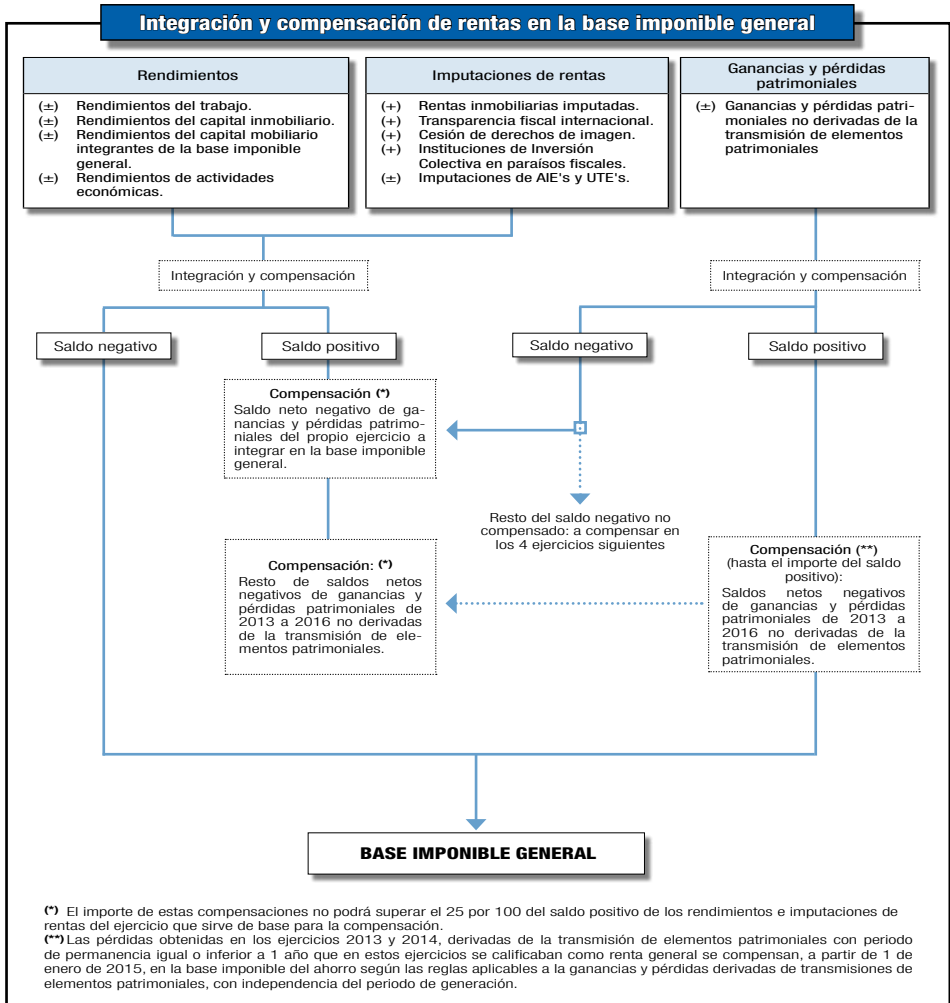 Integración y compensación de rentas en la base imponible general
Rendimientos
(±) Rendimientos del trabajo.
(±) Rendimientos del capital inmobiliario.
(±) Rendimientos del capital mobiliario
integrantes de la base imponible
general.
(±) Rendimientos de actividades
económicas.
Imputaciones de rentas
(+) Rentas inmobiliarias imputadas.
(+) Transparencia fiscal internacional.
(+) Cesión de derechos de imagen.
(+) Instituciones de Inversión
Colectiva en paraísos fiscales.
(±) Imputaciones de AIE's y UTE's.
Ganancias y pérdidas
patrimoniales
(±) Ganancias y pérdidas patri-
moniales no derivadas de la
transmisión de elementos
patrimoniales
Integración y compensación
Integración y compensación
Saldo negativo
Saldo positivo
Saldo negativo
Saldo positivo
Compensación (*)
Saldo neto negativo de ga-
nancias y pérdidas patrimo-
niales del propio ejercicio a
integrar en la base imponible
general.
Resto del saldo negativo no
compensado: a compensar en
los 4 ejercicios siguientes
Compensación: (*)
Resto de saldos netos
negativos de ganancias y
pérdidas patrimoniales de
2013 a 2016 no derivadas
de la transmisión de ele-
mentos patrimoniales.
Compensación (**)
(hasta el importe del saldo
positivo):
Saldos netos negativos
de ganancias y pérdidas
patrimoniales de 2013 a
2016 no derivadas de la
transmisión de elementos
patrimoniales.
BASE IMPONIBLE GENERAL
(*) El importe de estas compensaciones no podrá superar el 25 por 100 del saldo positivo de los rendimientos e imputaciones de
rentas del ejercicio que sirve de base para la compensación.
(**) Las pérdidas obtenidas en los ejercicios 2013 y 2014, derivadas de la transmisión de elementos patrimoniales con periodo
de permanencia igual o inferior a 1 año que en estos ejercicios se calificaban como renta general se compensan, a partir de 1 de
enero de 2015, en la base imponible del ahorro según las reglas aplicables a la ganancias y pérdidas derivadas de transmisiones de
elementos patrimoniales, con independencia del periodo de generación.